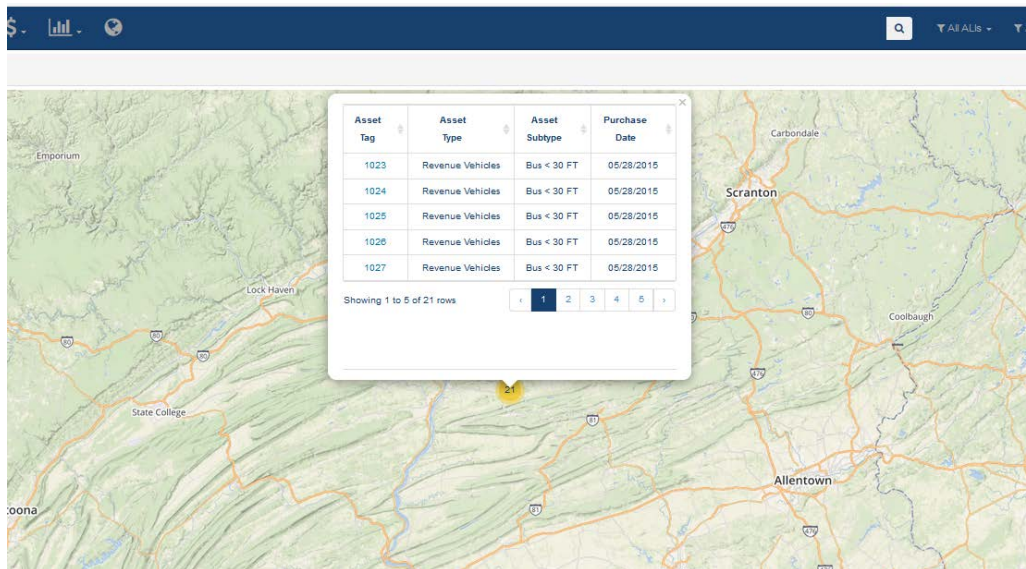 $
All ALIs
Asset Tag Asset Type Asset Subtype Purchase Date
1023 Revenue Vehicles Bus < 30 FT 05/28/2015
1024 Revenue Vehicles Bus < 30 FT 05/28/2015
1025 Revenue Vehicles Bus < 30 FT 05/28/2015
1026 Revenue Vehicles Bus < 30 FT 05/28/2015
1027 Revenue Vehicles Bus < 30 FT 05/28/2015
Showing 1 to 5 of 21 rows
‹ 1 2 3 4 5 ›
21
Carbondale
Emporium
Scranton
476
Lock Haven
80
Coolbaugh
80
80
80
476
State College
81
Allentown
toona
81
476